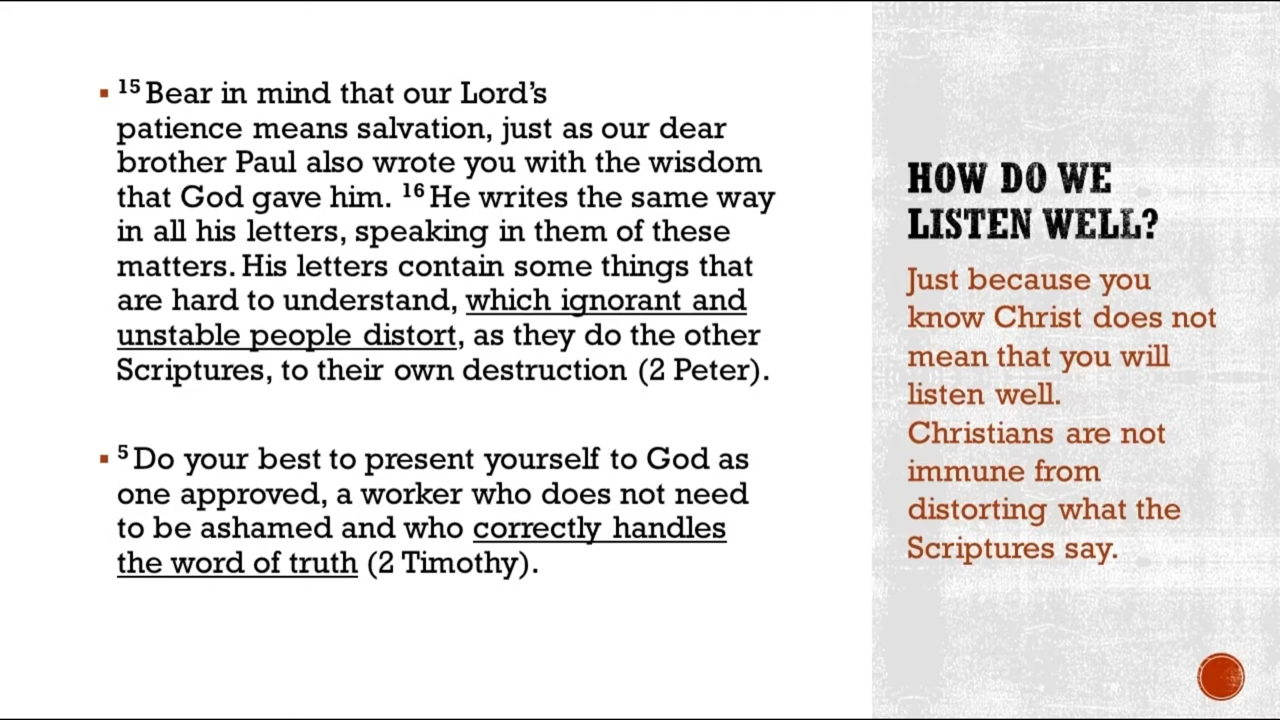 ▪ ¹⁵ Bear in mind that our Lord’s
patience means salvation, just as our dear
brother Paul also wrote you with the wisdom
that God gave him. ¹⁶ He writes the same way
in all his letters, speaking in them of these
matters. His letters contain some things that
are hard to understand, which ignorant and
unstable people distort, as they do the other
Scriptures, to their own destruction (2 Peter).
▪ ⁵ Do your best to present yourself to God as
one approved, a worker who does not need
to be ashamed and who correctly handles
the word of truth (2 Timothy).
HOW DO WE
LISTEN WELL?
Just because you
know Christ does not
mean that you will
listen well.
Christians are not
immune from
distorting what the
Scriptures say.